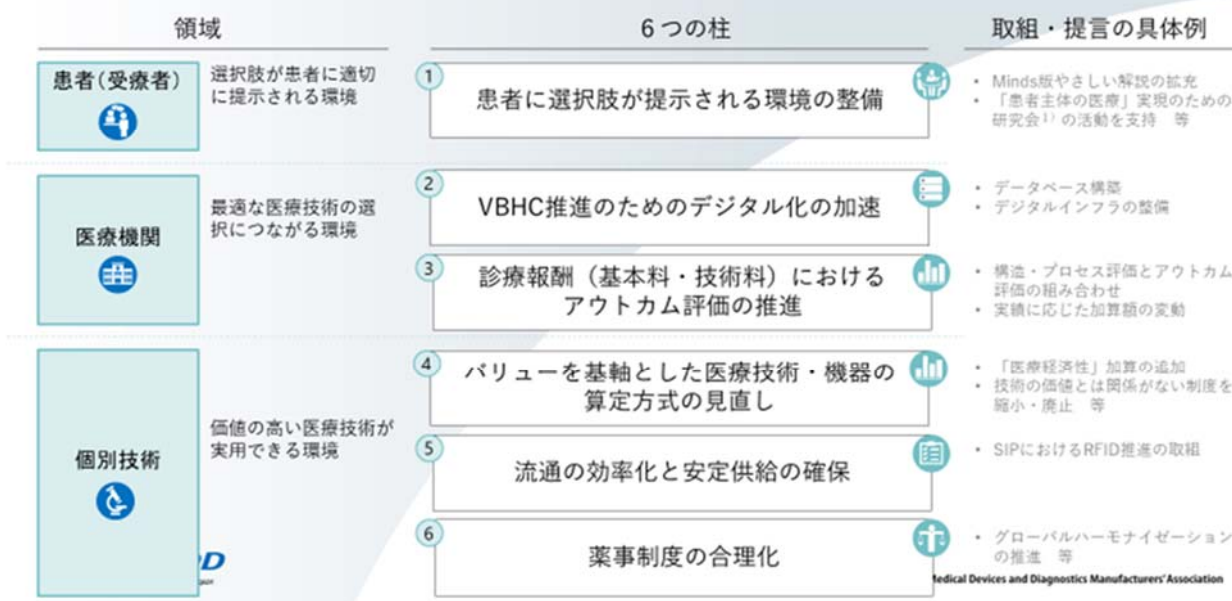 領域
6つの柱
取組・提言の具体例
患者(受療者)
選択肢が患者に適切
に提示される環境
1
患者に選択肢が提示される環境の整備
• Minds版やさしい解説の拡充
• 「患者主体の医療」実現のための
研究会1) の活動を支持 等
医療機関
最適な医療技術の選
択につながる環境
2
VBHC推進のためのデジタル化の加速
• データベース構築
• デジタルインフラの整備
3
診療報酬（基本料・技術料）における
アウトカム評価の推進
• 構造・プロセス評価とアウトカム
評価の組み合わせ
• 実績に応じた加算額の変動
個別技術
価値の高い医療技術が
実用できる環境
4
バリューを基軸とした医療技術・機器の
算定方式の見直し
• 「医療経済性」加算の追加
• 技術の価値とは関係がない制度を
縮小・廃止 等
5
流通の効率化と安定供給の確保
• SIPにおけるRFID推進の取組
6
薬事制度の合理化
• グローバルハーモナイゼーション
の推進 等
D
Medical Devices and Diagnostics Manufacturers' Association